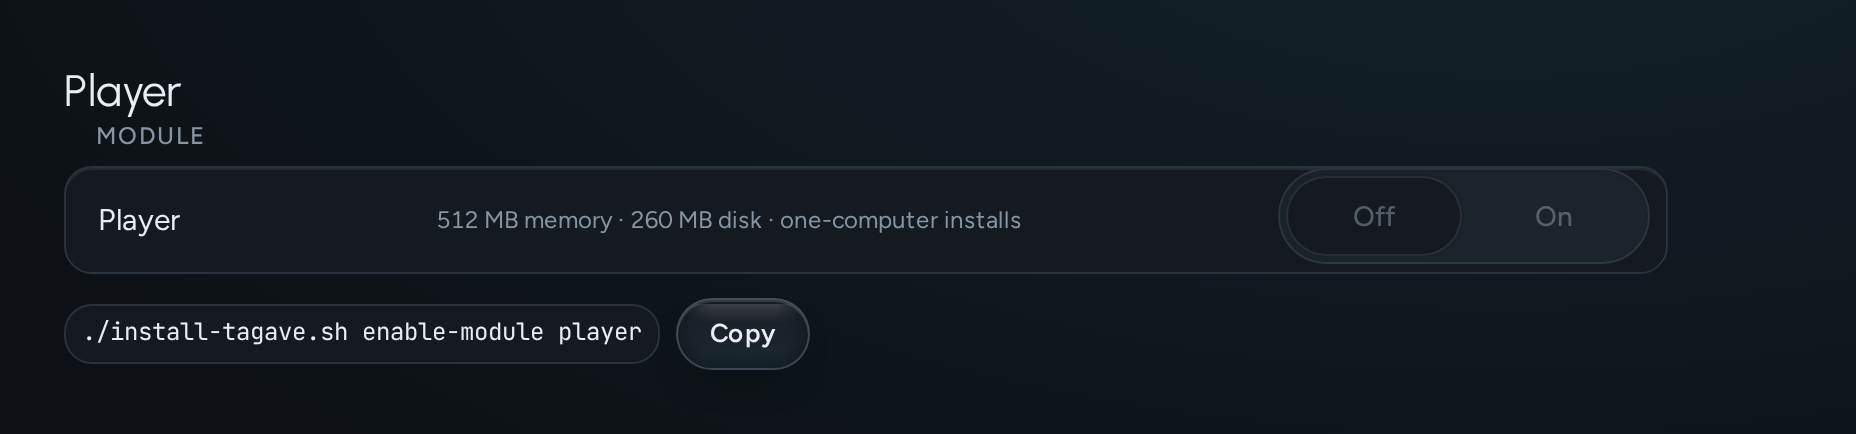 Player
MODULE
Player 512 MB memory · 260 MB disk · one-computer installs Off On
./install-tagave.sh enable-module player Copy